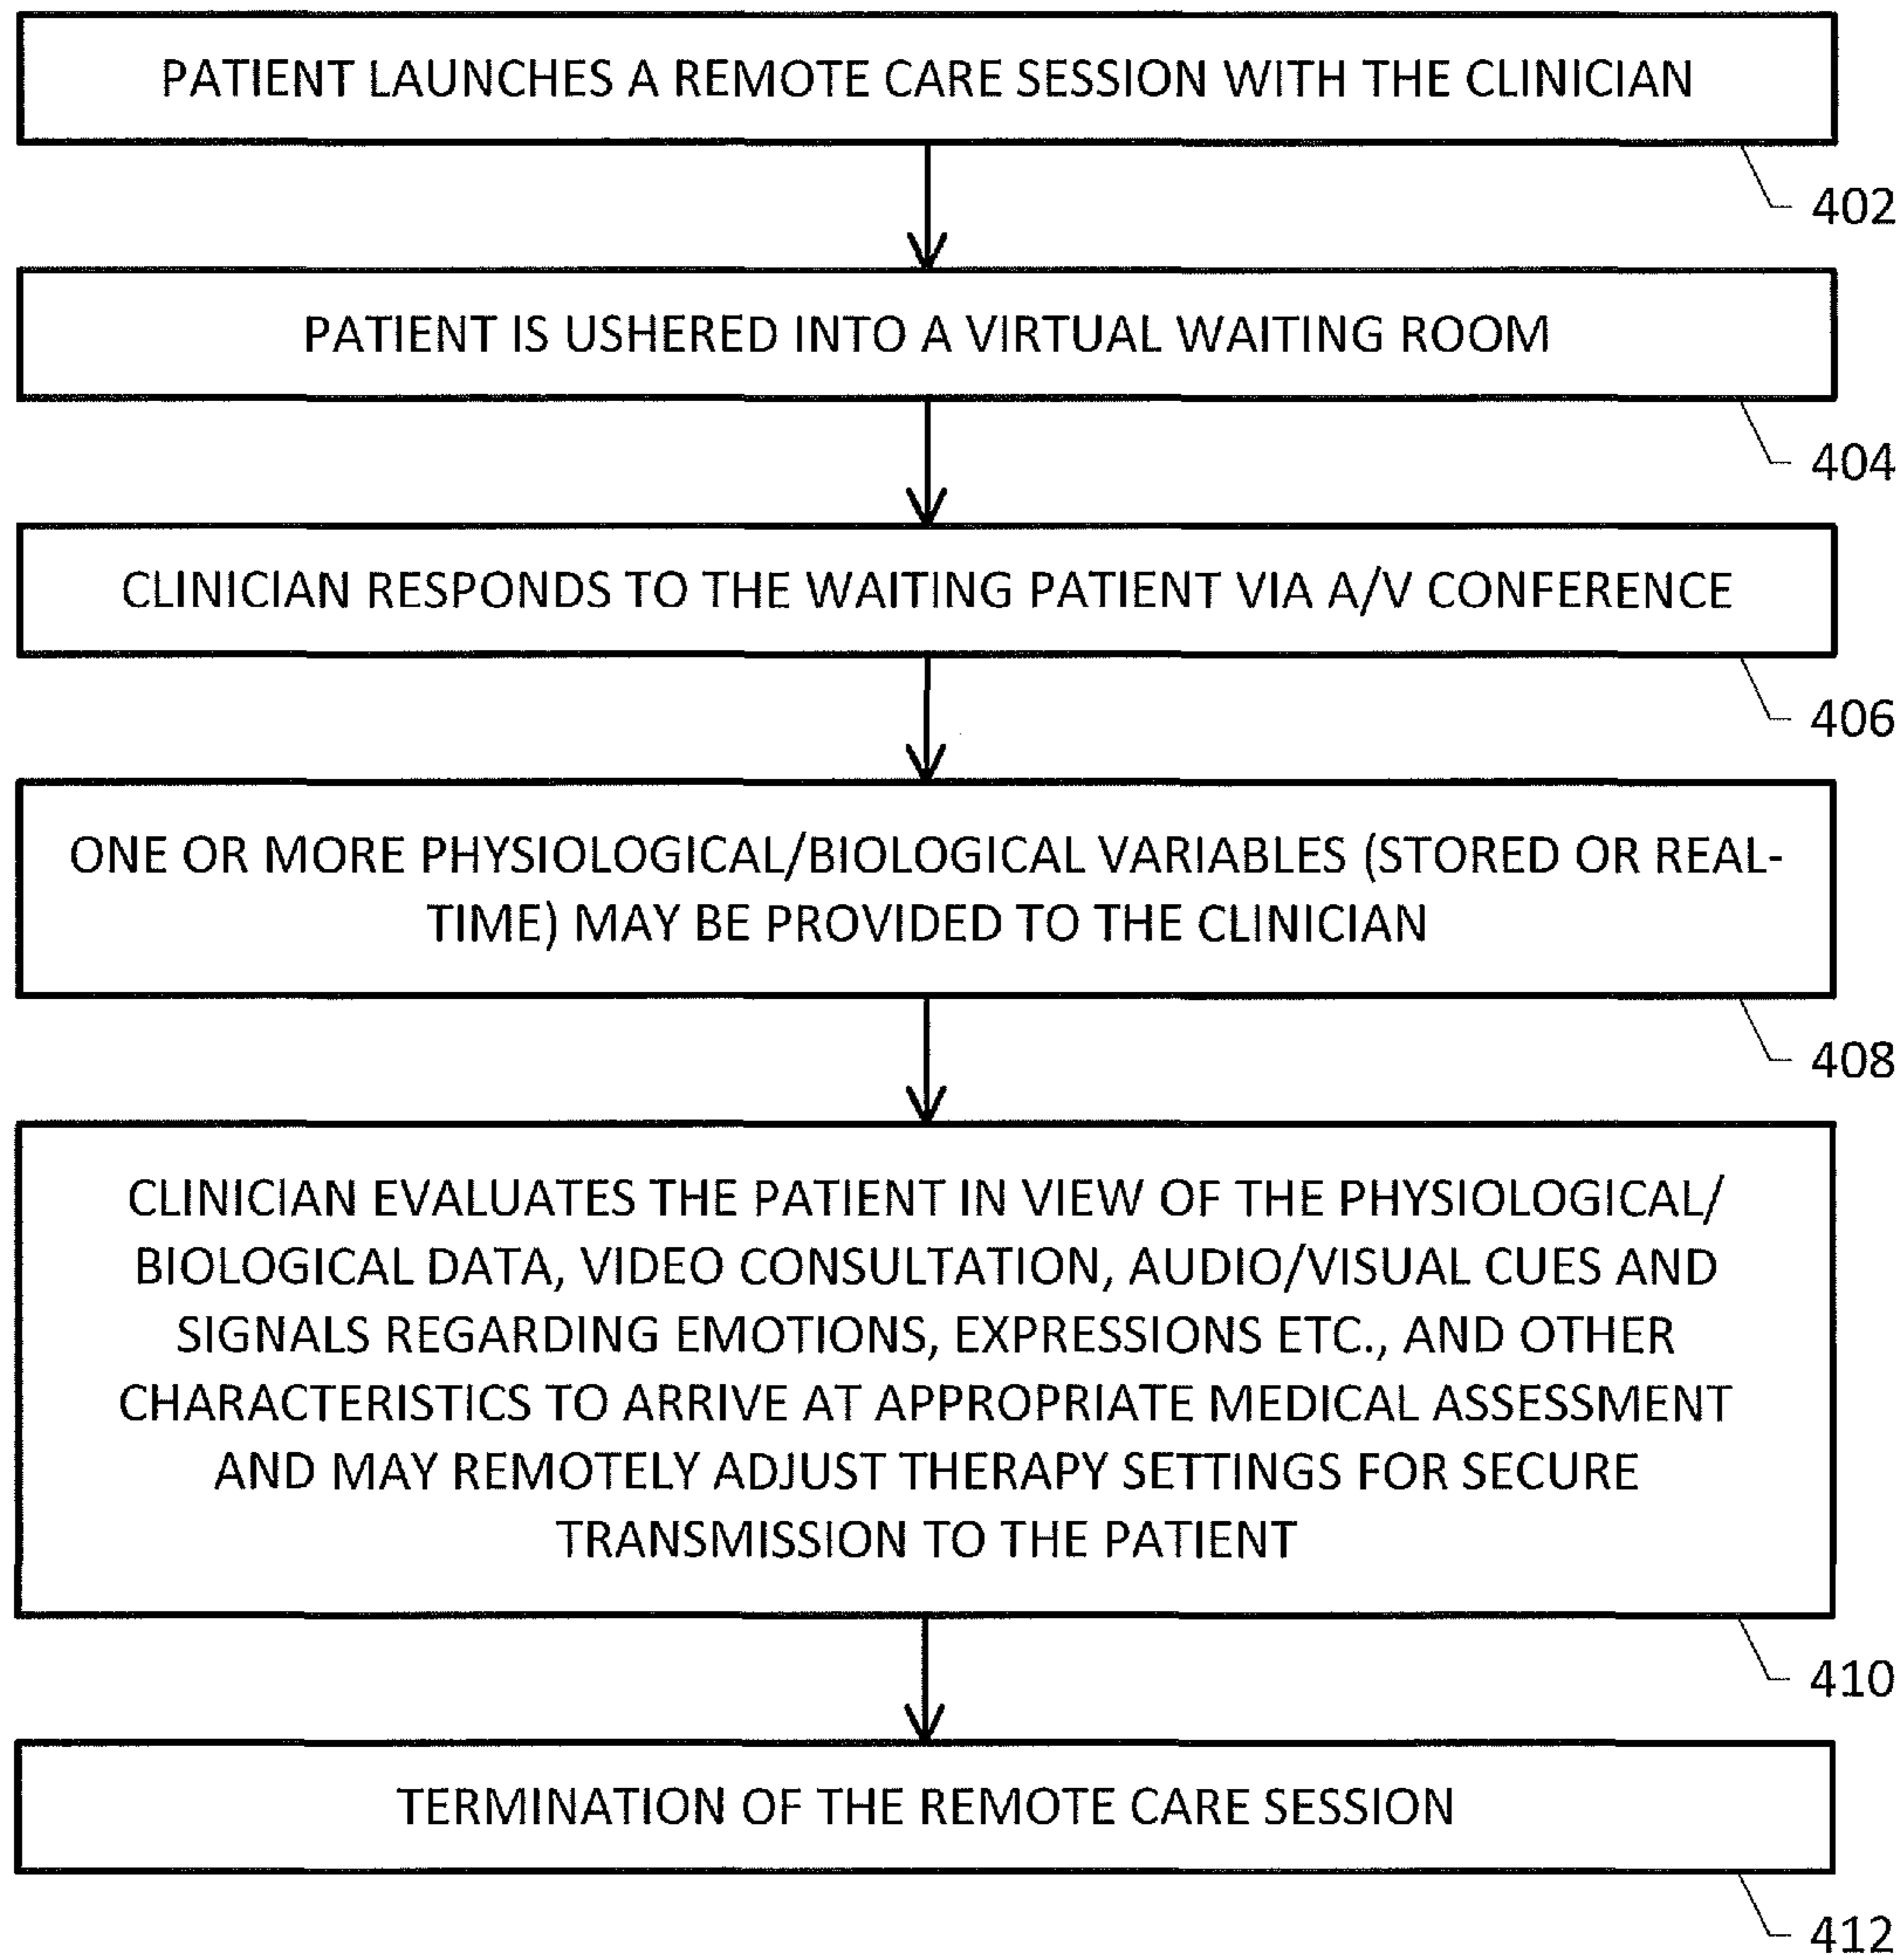 PATIENT LAUNCHES A REMOTE CARE SESSION WITH THE CLINICIAN
402
PATIENT IS USHERED INTO A VIRTUAL WAITING ROOM
404
CLINICIAN RESPONDS TO THE WAITING PATIENT VIA A/V CONFERENCE
406
ONE OR MORE PHYSIOLOGICAL/BIOLOGICAL VARIABLES (STORED OR REAL-
TIME) MAY BE PROVIDED TO THE CLINICIAN
408
CLINICIAN EVALUATES THE PATIENT IN VIEW OF THE PHYSIOLOGICAL/
BIOLOGICAL DATA, VIDEO CONSULTATION, AUDIO/VISUAL CUES AND
SIGNALS REGARDING EMOTIONS, EXPRESSIONS ETC., AND OTHER
CHARACTERISTICS TO ARRIVE AT APPROPRIATE MEDICAL ASSESSMENT
AND MAY REMOTELY ADJUST THERAPY SETTINGS FOR SECURE
TRANSMISSION TO THE PATIENT
410
TERMINATION OF THE REMOTE CARE SESSION
412